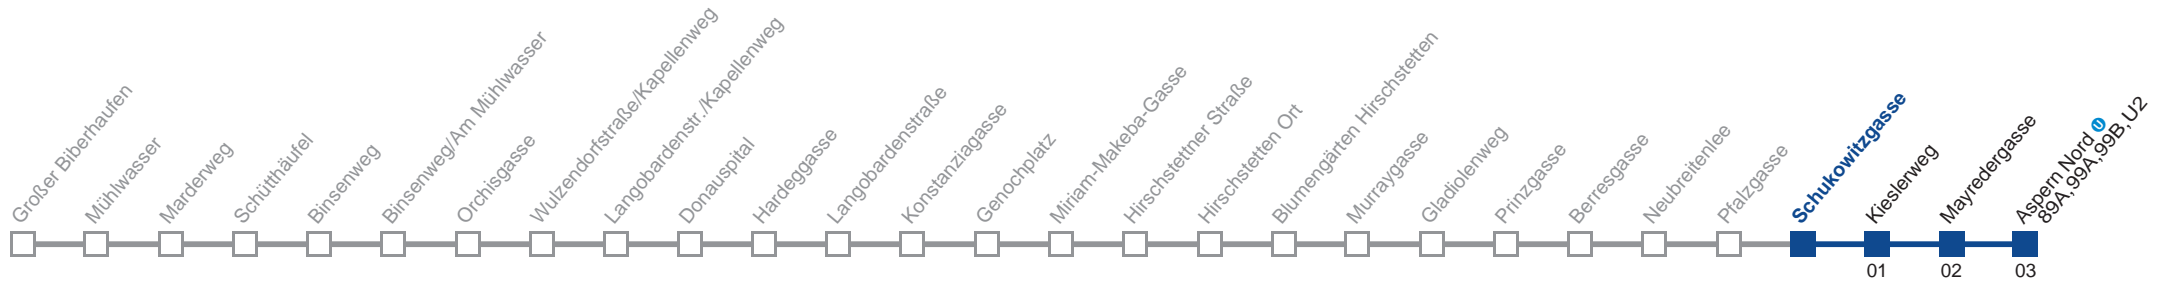 Großer Biberhaufen
Mühlwasser
Marderweg
Schütthäufel
Binsenweg
Binsenweg/Am Mühlwasser
Orchisgasse
Wulzendorfstraße/Kapellenweg
Langobardenstr./Kapellenweg
Donauspital
Hardeggasse
Langobardenstraße
Konstanziagasse
Genochplatz
Miriam-Makeba-Gasse
Hirschstettner Straße
Hirschstetten Ort
Blumengärten Hirschstetten
Murraygasse
Gladiolenweg
Prinzgasse
Berresgasse
Neubreitenlee
Pfalzgasse
Schukowitzgasse
Kieslerweg
Mayredergasse
Aspern Nord U
89A,99A,99B,U2
01
02
03